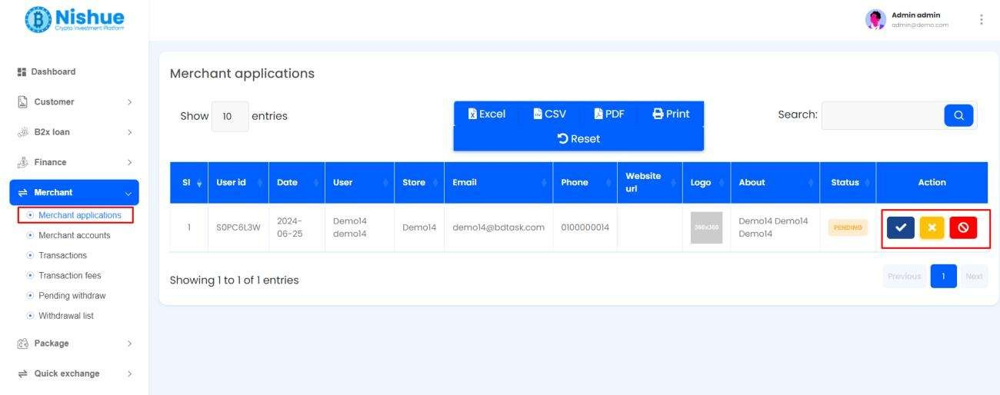 Nishue
Crypto Investment Platform
Admin admin
admin@demo.com
Dashboard
Customer
B2x loan
Finance
Merchant
Merchant applications
Merchant accounts
Transactions
Transaction fees
Pending withdraw
Withdrawal list
Package
Quick exchange
Merchant applications
Show 10 entries
Excel CSV PDF Print
Reset
Search:
Sl User id Date User Store Email Phone Website url Logo About Status Action
1 S0PC6L3W 2024-06-25 Demo14 demo14 Demo14 demo14@bdtask.com 0100000014 360x360 Demo14 Demo14 Demo14 PENDING
Showing 1 to 1 of 1 entries
Previous 1 Next